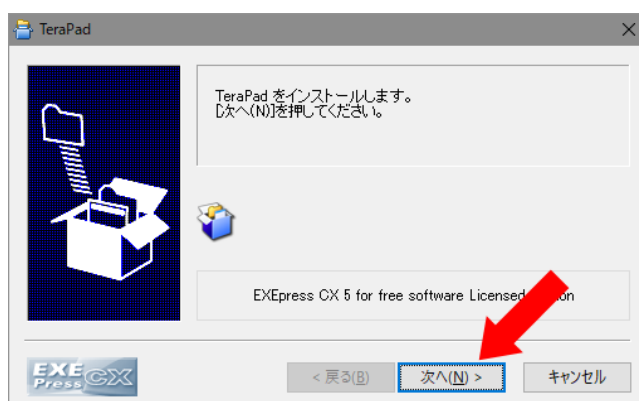 TeraPad
TeraPad をインストールします。
[次へ(N)]を押してください。
EXEpress CX 5 for free software Licensed
on
EXE
Press CX
< 戻る(B)
次へ(N) >
キャンセル